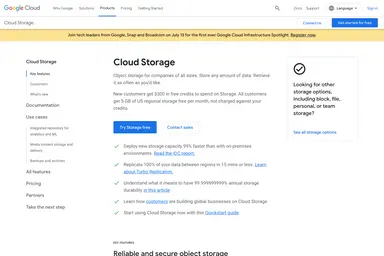 Google Cloud Why Google Solutions Products Pricing Getting Started Docs Support Language Sign in
Cloud Storage Contact Us Get started for free
Join tech leaders from Google, Snap and Broadcom on July 13 for the first ever Google Cloud Infrastructure Spotlight. Register now.
Cloud Storage
Key features
Customers
What's new
Documentation
Use cases
Integrated repository for analytics and ML
Media content storage and delivery
Backups and archives
All features
Pricing
Partners
Take the next step
Cloud Storage
Object storage for companies of all sizes. Store any amount of data. Retrieve
it as often as you'd like.
New customers get $300 in free credits to spend on Storage. All customers
get 5 GB of US regional storage free per month, not charged against your
credits.
Try Storage free Contact sales
Deploy new storage capacity 99% faster than with on-premises
environments. Read the IDC report.
Replicate 100% of your data between regions in 15 mins or less. Learn
about Turbo Replication.
Understand what it means to have 99.999999999% annual storage
durability in this article
Learn how customers are building global businesses on Cloud Storage
Start using Cloud Storage now with this Quickstart guide
Looking for
other storage
options, including
block, file,
personal, or team
storage?
See all storage options
KEY FEATURES
Reliable and secure object storage